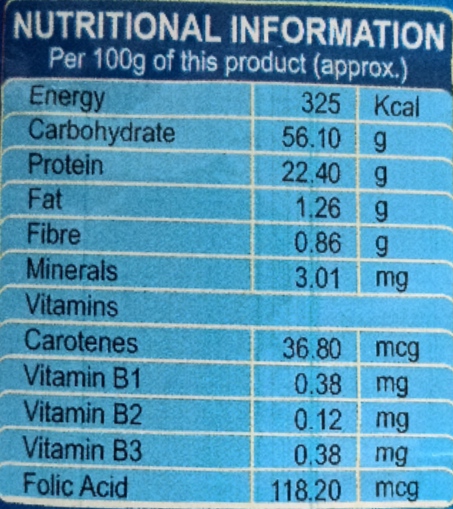 NUTRITIONAL INFORMATION
Per 100g of this product (approx.)
Energy 325 Kcal
Carbohydrate 56.10 g
Protein 22.40 g
Fat 1.26 g
Fibre 0.86 g
Minerals 3.01 mg
Vitamins
Carotenes 36.80 mcg
Vitamin B1 0.38 mg
Vitamin B2 0.12 mg
Vitamin B3 0.38 mg
Folic Acid 118.20 mcg